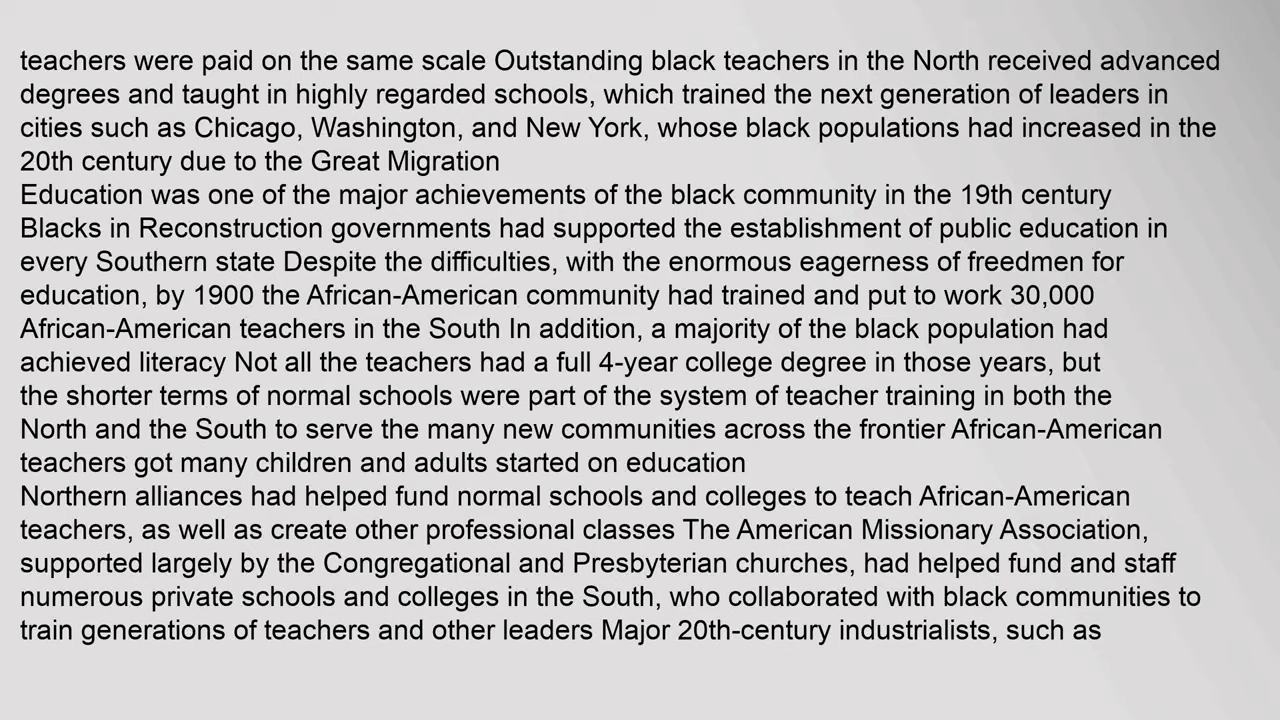 teachers were paid on the same scale Outstanding black teachers in the North received advanced
degrees and taught in highly regarded schools, which trained the next generation of leaders in
cities such as Chicago, Washington, and New York, whose black populations had increased in the
20th century due to the Great Migration
Education was one of the major achievements of the black community in the 19th century
Blacks in Reconstruction governments had supported the establishment of public education in
every Southern state Despite the difficulties, with the enormous eagerness of freedmen for
education, by 1900 the African-American community had trained and put to work 30,000
African-American teachers in the South In addition, a majority of the black population had
achieved literacy Not all the teachers had a full 4-year college degree in those years, but
the shorter terms of normal schools were part of the system of teacher training in both the
North and the South to serve the many new communities across the frontier African-American
teachers got many children and adults started on education
Northern alliances had helped fund normal schools and colleges to teach African-American
teachers, as well as create other professional classes The American Missionary Association,
supported largely by the Congregational and Presbyterian churches, had helped fund and staff
numerous private schools and colleges in the South, who collaborated with black communities to
train generations of teachers and other leaders Major 20th-century industrialists, such as